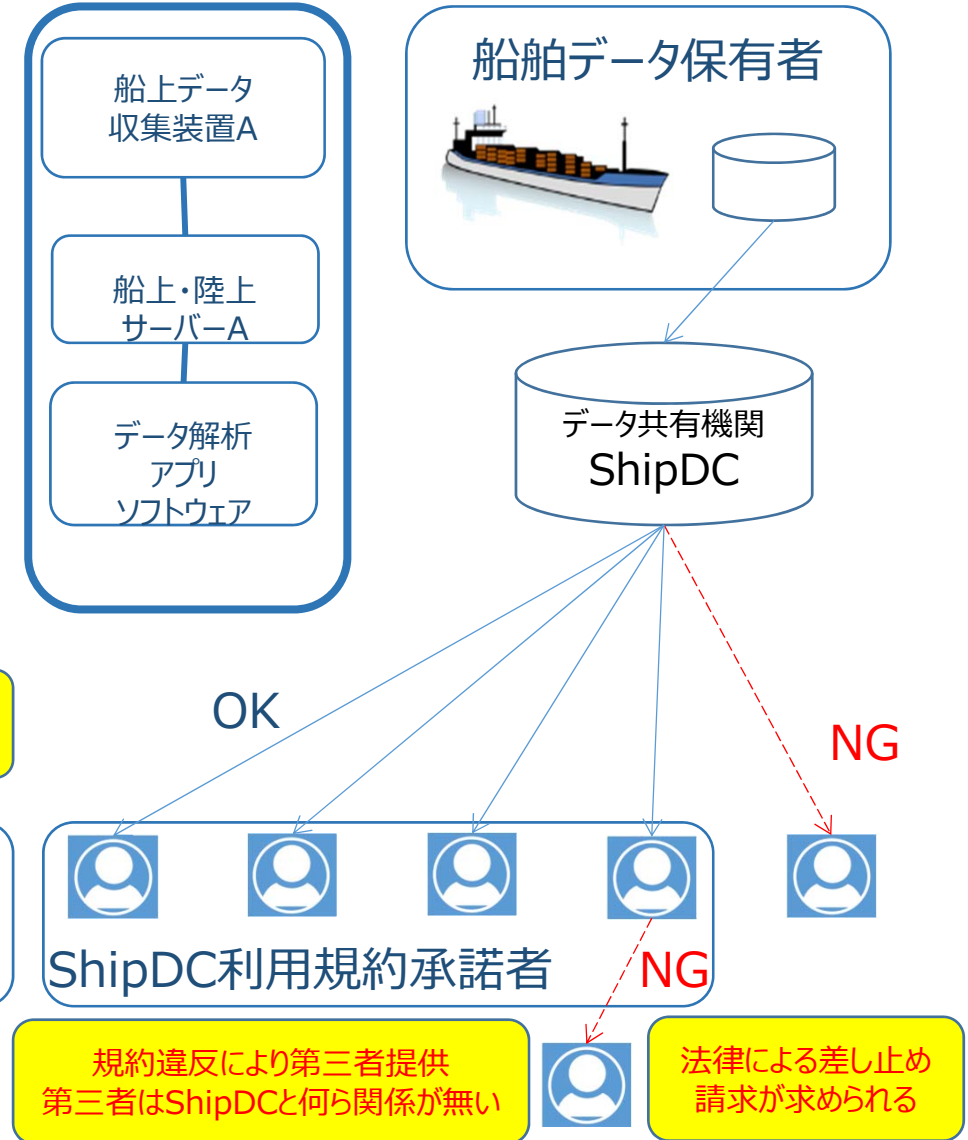 船上データ
収集装置A
船上・陸上
サーバーA
データ解析
アプリ
ソフトウェア
船舶データ保有者
データ共有機関
ShipDC
OK
NG
ShipDC利用規約承諾者
NG
規約違反により第三者提供
第三者はShipDCと何ら関係が無い
法律による差し止め
請求が求められる